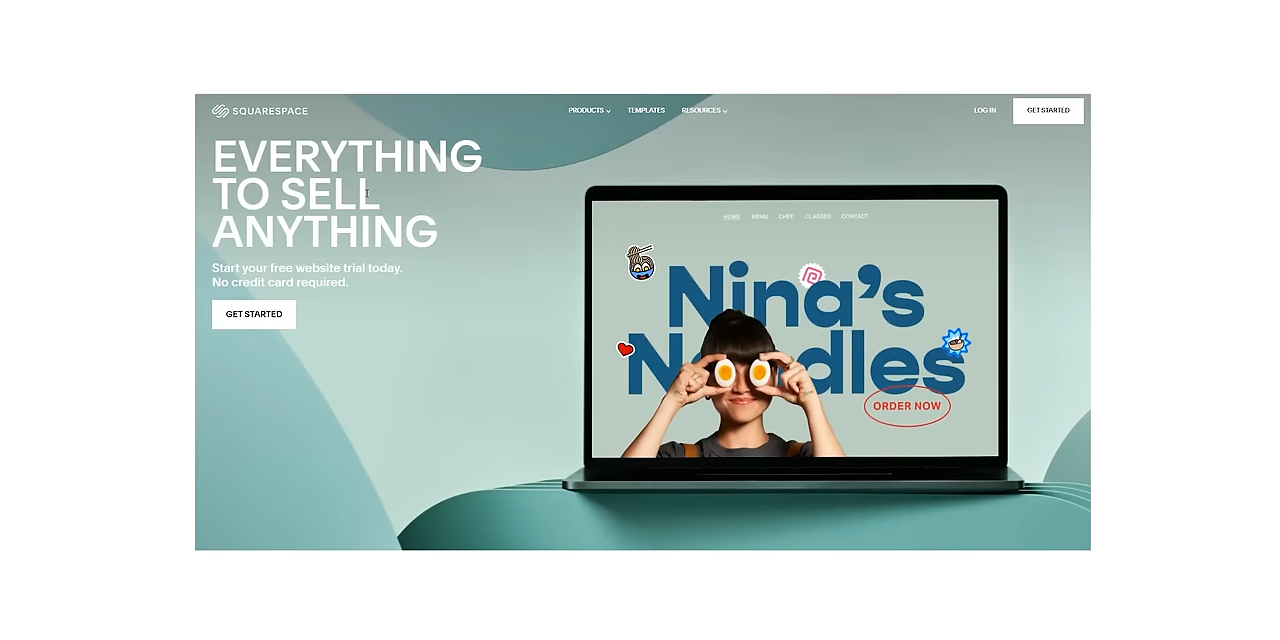 SQUARESPACE
PRODUCTS
TEMPLATES
RESOURCES
LOG IN
GET STARTED
EVERYTHING
TO SELL
ANYTHING
Start your free website trial today.
No credit card required.
GET STARTED
HOME
MENU
CHEF
CLASSES
CONTACT
Nina's
Noodles
ORDER NOW